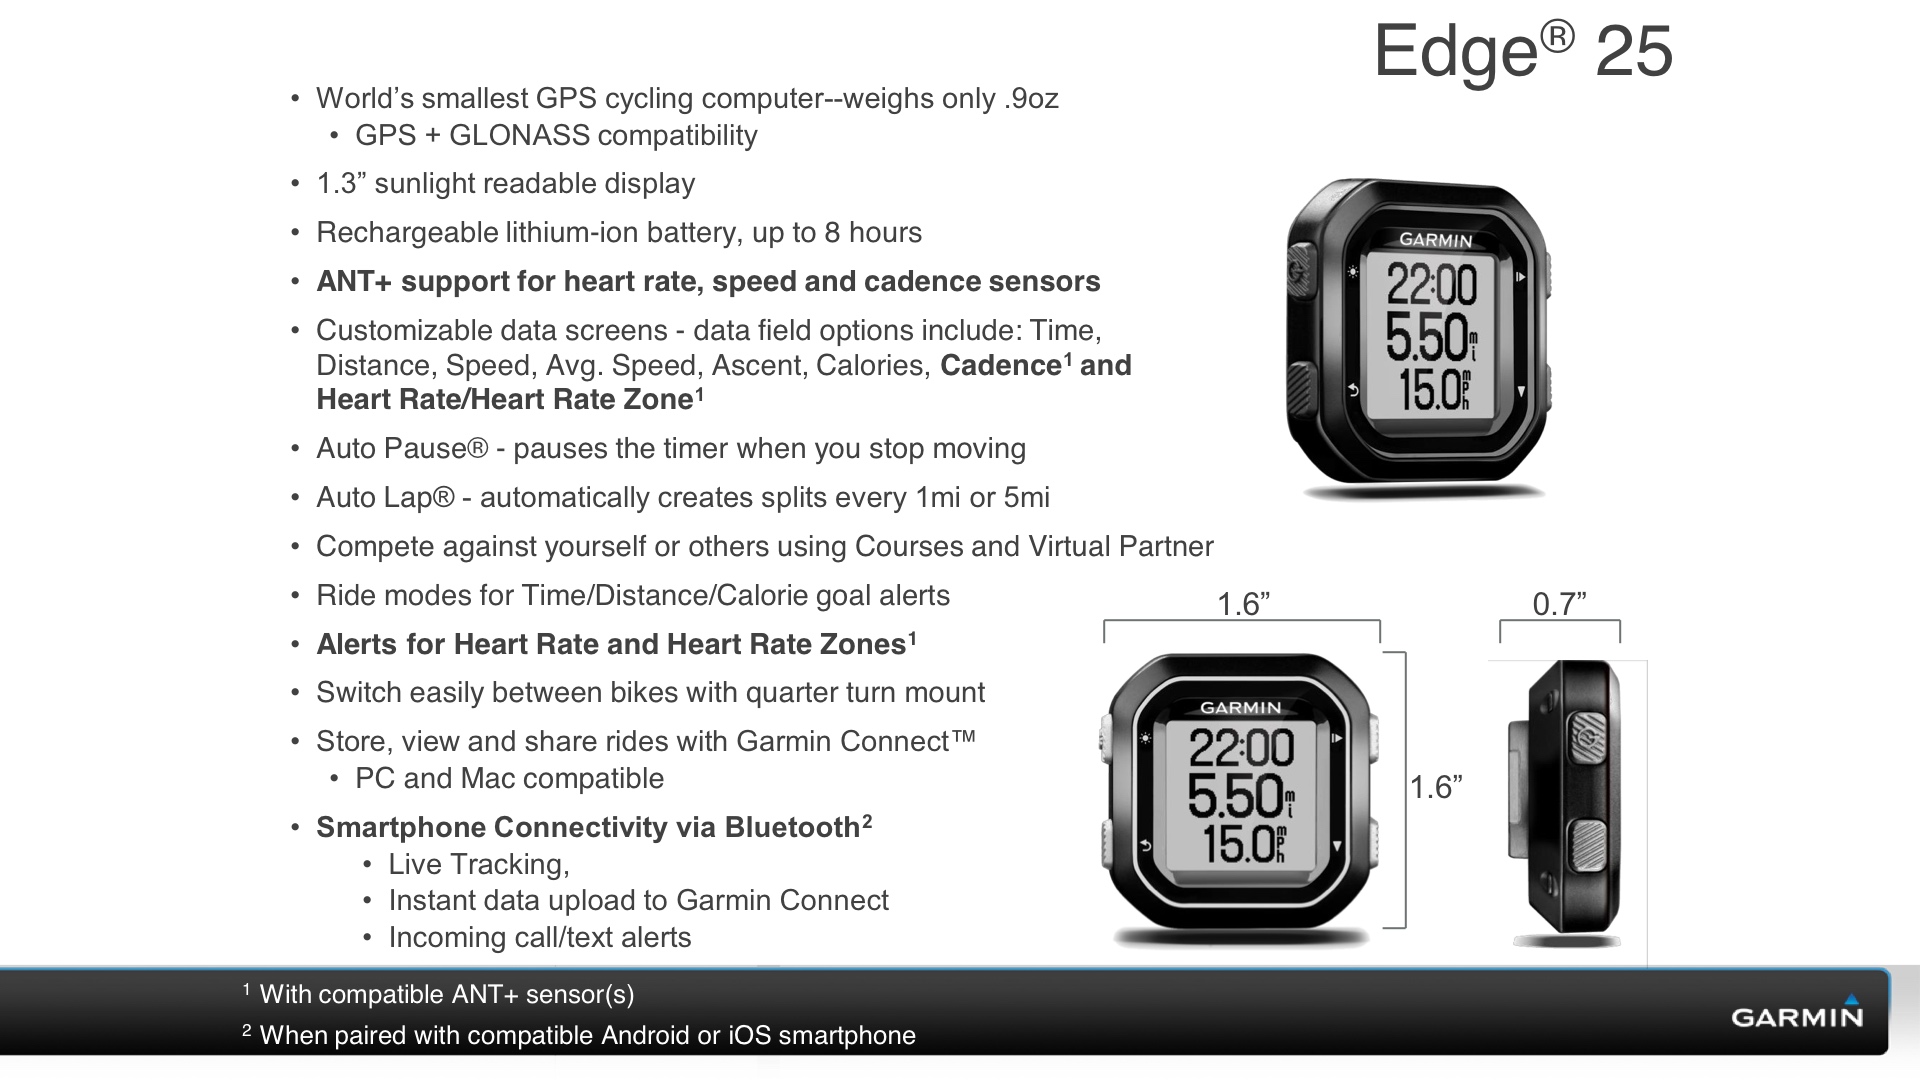 Edge® 25
• World’s smallest GPS cycling computer--weighs only .9oz
• GPS + GLONASS compatibility
• 1.3” sunlight readable display
• Rechargeable lithium-ion battery, up to 8 hours
• ANT+ support for heart rate, speed and cadence sensors
• Customizable data screens - data field options include: Time,
Distance, Speed, Avg. Speed, Ascent, Calories, Cadence¹ and
Heart Rate/Heart Rate Zone¹
• Auto Pause® - pauses the timer when you stop moving
• Auto Lap® - automatically creates splits every 1mi or 5mi
• Compete against yourself or others using Courses and Virtual Partner
• Ride modes for Time/Distance/Calorie goal alerts
• Alerts for Heart Rate and Heart Rate Zones¹
• Switch easily between bikes with quarter turn mount
• Store, view and share rides with Garmin Connect™
• PC and Mac compatible
• Smartphone Connectivity via Bluetooth²
• Live Tracking,
• Instant data upload to Garmin Connect
• Incoming call/text alerts
GARMIN
22:00
5.50 mi
15.0 mph
1.6”
0.7”
GARMIN
22:00
5.50 mi
15.0 mph
1.6”
¹ With compatible ANT+ sensor(s)
² When paired with compatible Android or iOS smartphone
GARMIN